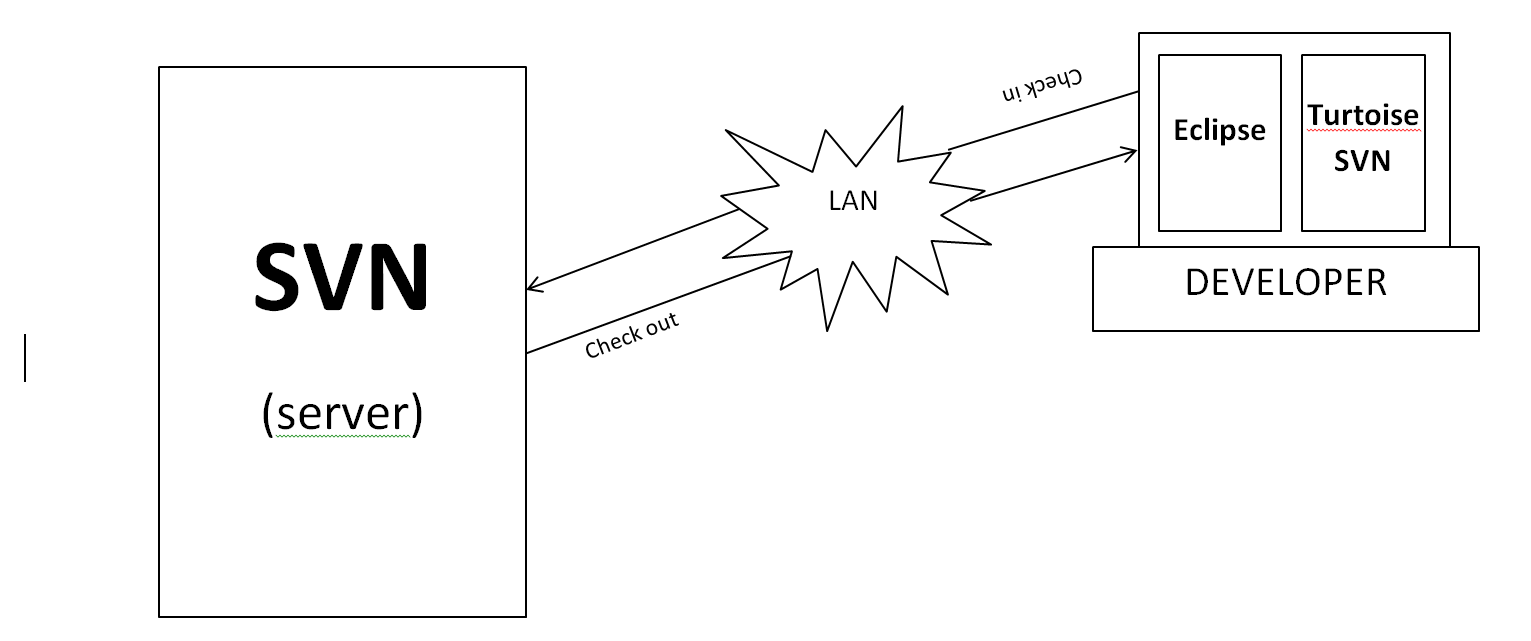 SVN
(server)
Check out
LAN
Check in
Eclipse
Turtoise
SVN
DEVELOPER